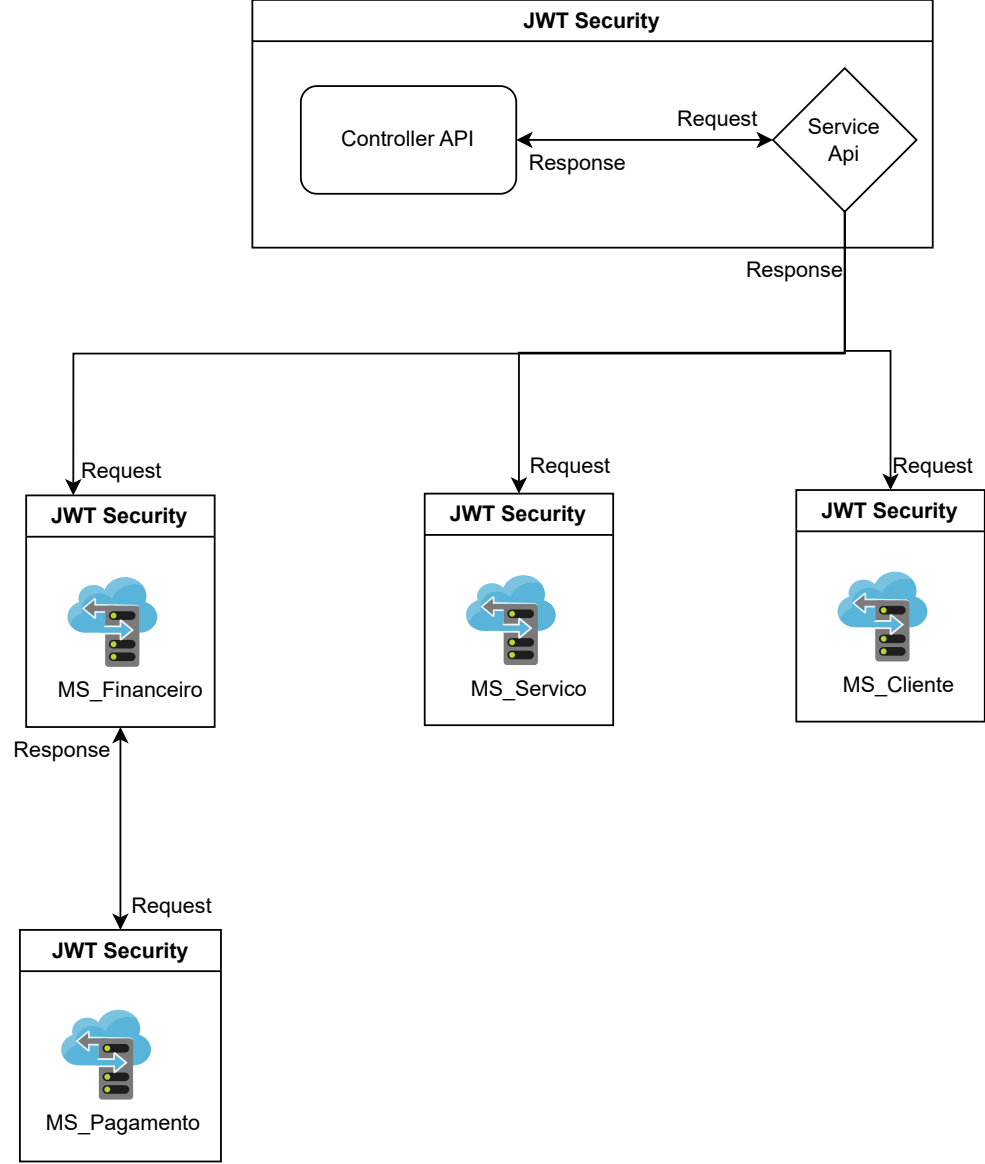 JWT Security
Controller API
Request
Response
Service
Api
Response
Request
Request
Request
JWT Security
JWT Security
JWT Security
MS_Financeiro
MS_Servico
MS_Cliente
Response
Request
JWT Security
MS_Pagamento